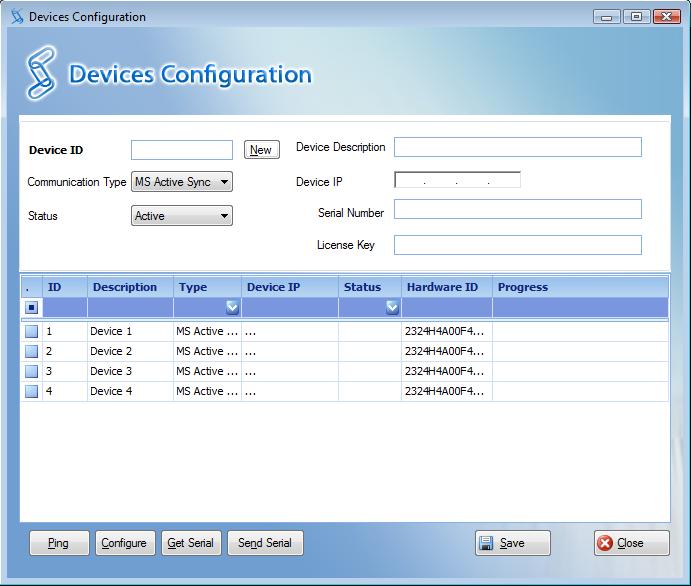 Devices Configuration
Devices Configuration
Device ID New Device Description
Communication Type MS Active Sync Device IP . . .
Status Active Serial Number
License Key
. ID Description Type Device IP Status Hardware ID Progress
1 Device 1 MS Active ... ... 2324H4A00F4...
2 Device 2 MS Active ... ... 2324H4A00F4...
3 Device 3 MS Active ... ... 2324H4A00F4...
4 Device 4 MS Active ... ... 2324H4A00F4...
Ping Configure Get Serial Send Serial Save Close